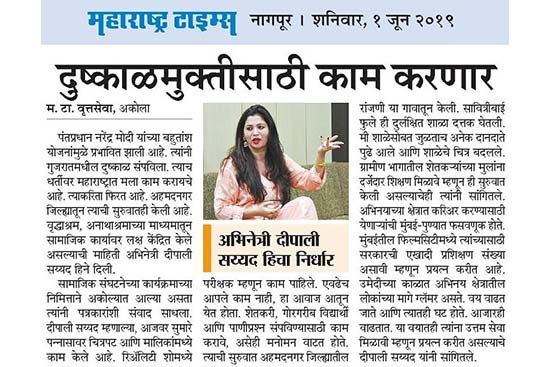 महाराष्ट्र टाइम्स नागपूर । शनिवार, १ जून २०१९
दुष्काळमुक्तीसाठी काम करणार
म. टा. वृत्तसेवा, अकोला
पंतप्रधान नरेंद्र मोदी यांच्या बहुतांश
योजनांमुळे प्रभावित झाली आहे. त्यांनी
गुजरातमधील दुष्काळ संपविला. त्याच
धर्तीवर महाराष्ट्रात मला काम करायचे
आहे. त्याकरिता फिरत आहे. अहमदनगर
जिल्ह्यातून त्याची सुरुवातही केली आहे.
वृद्धाश्रम, अनाथाश्रमाच्या माध्यमातून
सामाजिक कार्यावर लक्ष केंद्रित केले
असल्याची माहिती अभिनेत्री दीपाली
सय्यद हिने दिली.
सामाजिक संघटनेच्या कार्यक्रमाच्या
निमित्ताने अकोल्यात आल्या असता
त्यांनी पत्रकारांशी संवाद साधला.
दीपाली सय्यद म्हणाल्या, आजवर सुमारे
पन्नासावर चित्रपट आणि मालिकांमध्ये
काम केले आहे. रिअॅलिटी शोमध्ये
अभिनेत्री दीपाली
सय्यद हिचा निर्धार
परीक्षक म्हणून काम पाहिले. एवढेच
आपले काम नाही, हा आवाज आतून
येत होता. शेतकरी, गोरगरीब विद्यार्थी
आणि पाणीप्रश्न संपविण्यासाठी काम
करावे, असेही मनोमन वाटत होते.
त्याची सुरुवात अहमदनगर जिल्ह्यातील
रांजणी या गावातून केली. सावित्रीबाई
फुले ही दुर्लक्षित शाळा दत्तक घेतली.
मी शाळेसोबत जुळताच अनेक दानदाते
पुढे आले आणि शाळेचे चित्र बदलले.
ग्रामीण भागातील शेतकऱ्यांच्या मुलांना
दर्जेदार शिक्षण मिळावे म्हणून ही सुरुवात
केली असल्याचेही त्यांनी सांगितले.
अभिनयाच्या क्षेत्रात करिअर करण्यासाठी
येणाऱ्यांची मुंबई-पुण्यात फसवणूक होते.
मुंबईतील फिल्मसिटीमध्ये त्यांच्यासाठी
सरकारची एखादी प्रशिक्षण संख्या
असावी म्हणून प्रयत्न करीत आहे.
उमेदीच्या काळात अभिनय क्षेत्रातील
लोकांच्या मागे ग्लॅमर असते. वय वाढत
जाते आणि त्यातही घट होते. आजारही
वाढतात. या वयातही त्यांना उत्तम सेवा
मिळावी म्हणून प्रयत्न करीत असल्याचे
दीपाली सय्यद यांनी सांगितले.